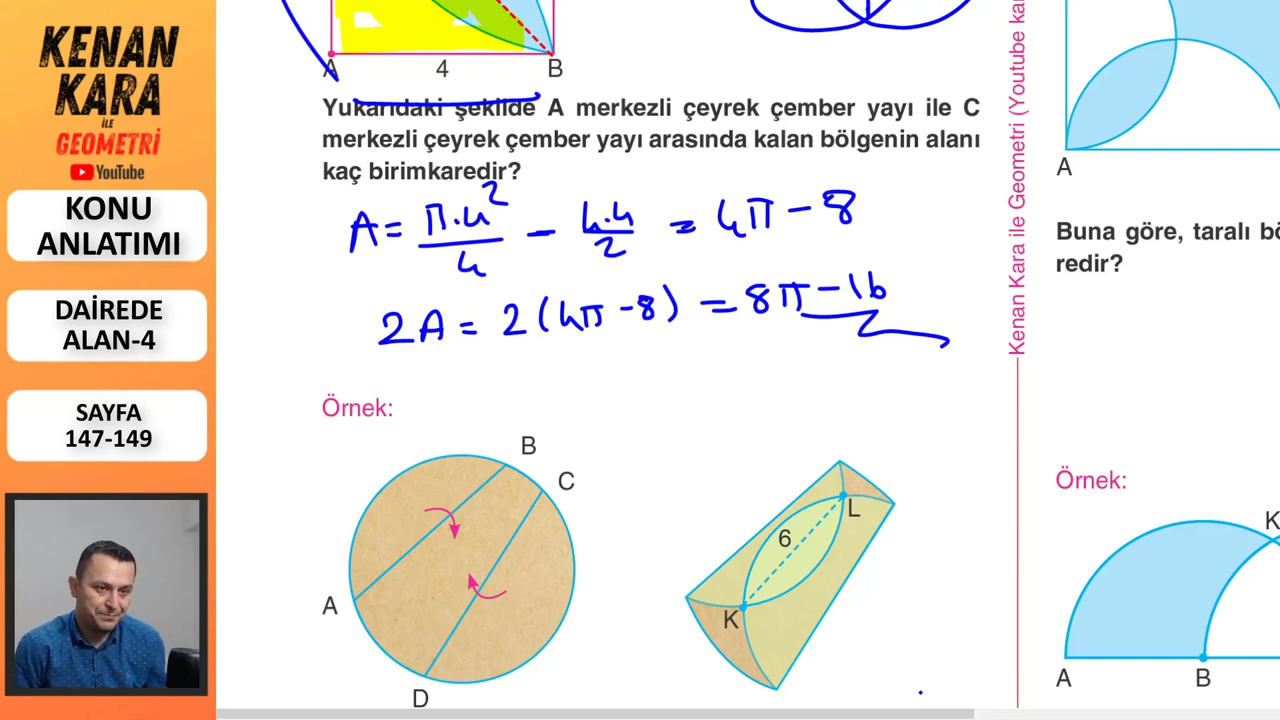 KENAN
KARA
İLE
GEOMETRİ
YouTube
KONU
ANLATIMI
DAİREDE
ALAN-4
SAYFA
147-149
A
4
B
Yukarıdaki şekilde A merkezli çeyrek çember yayı ile C
merkezli çeyrek çember yayı arasında kalan bölgenin alanı
kaç birimkaredir?
A = π.4² / 4 - 4.4 / 2 = 4π - 8
2A = 2(4π - 8) = 8π - 16
Örnek:
B
C
A
D
L
6
K
Kenan Kara ile Geometri (Youtube kan
A
Buna göre, taralı bö
redir?
Örnek:
K
A
B